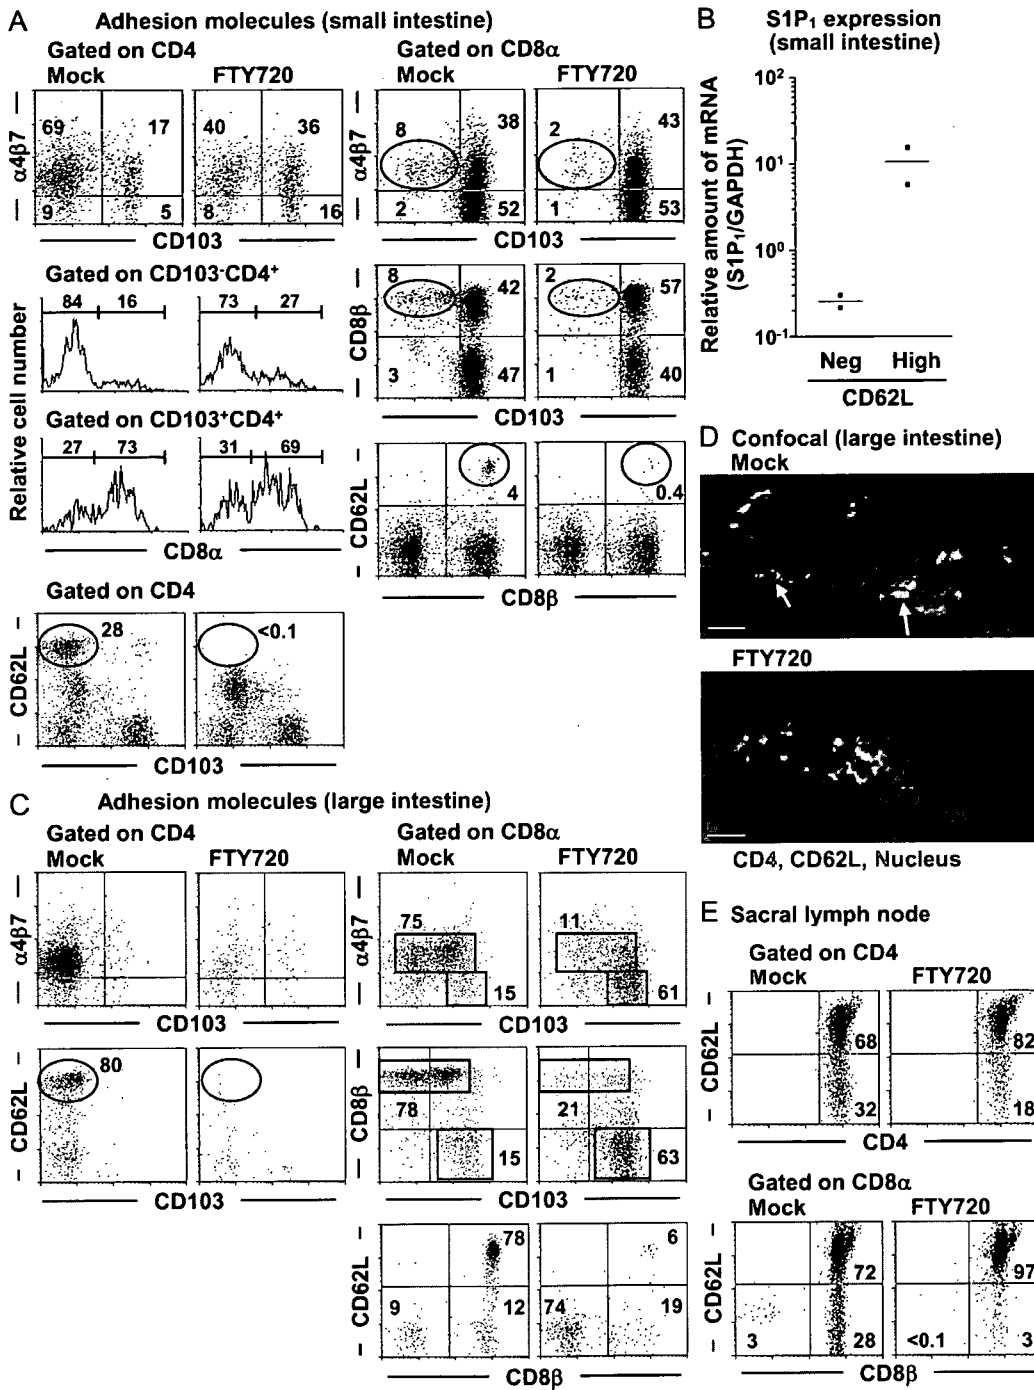 A Adhesion molecules (small intestine)
Gated on CD4
Mock FTY720
α4β7
69 17 40 36
9 5 8 16
CD103
Gated on CD103-CD4+
84 16 73 27
Gated on CD103+CD4+
27 73 31 69
Relative cell number
CD8α
Gated on CD4
CD62L
28 <0.1
CD103
Gated on CD8α
Mock FTY720
8 38 2 43
2 52 1 53
CD103
CD8β
8 42 2 57
3 47 1 40
CD103
CD62L
4 0.4
CD8β
B S1P1 expression
(small intestine)
Relative amount of mRNA
(S1P1/GAPDH)
10²
10¹
10⁰
10⁻¹
Neg High
CD62L
C Adhesion molecules (large intestine)
Gated on CD4
Mock FTY720
α4β7
CD103
CD62L
80
CD103
Gated on CD8α
Mock FTY720
α4β7
75 11
15 61
CD103
CD8β
78 21
15 63
CD103
CD62L
78 6
9 12 74 19
CD8β
D Confocal (large intestine)
Mock
FTY720
CD4, CD62L, Nucleus
E Sacral lymph node
Gated on CD4
Mock FTY720
CD62L
68 82
32 18
CD4
Gated on CD8α
Mock FTY720
CD62L
72 97
3 28 <0.1 3
CD8β